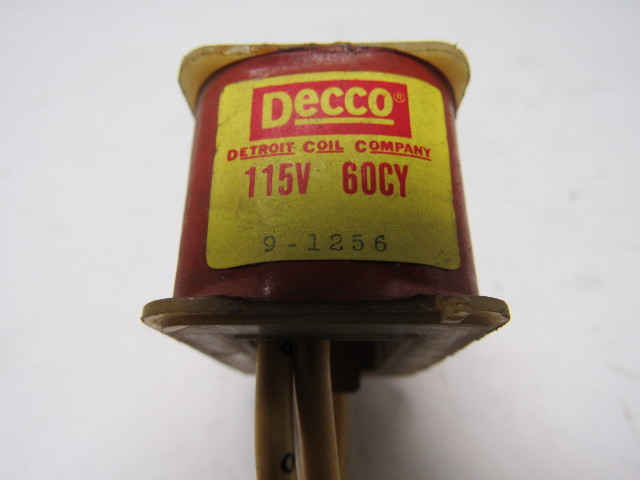 Decco®
DETROIT COIL COMPANY
115V 60CY
9-1256